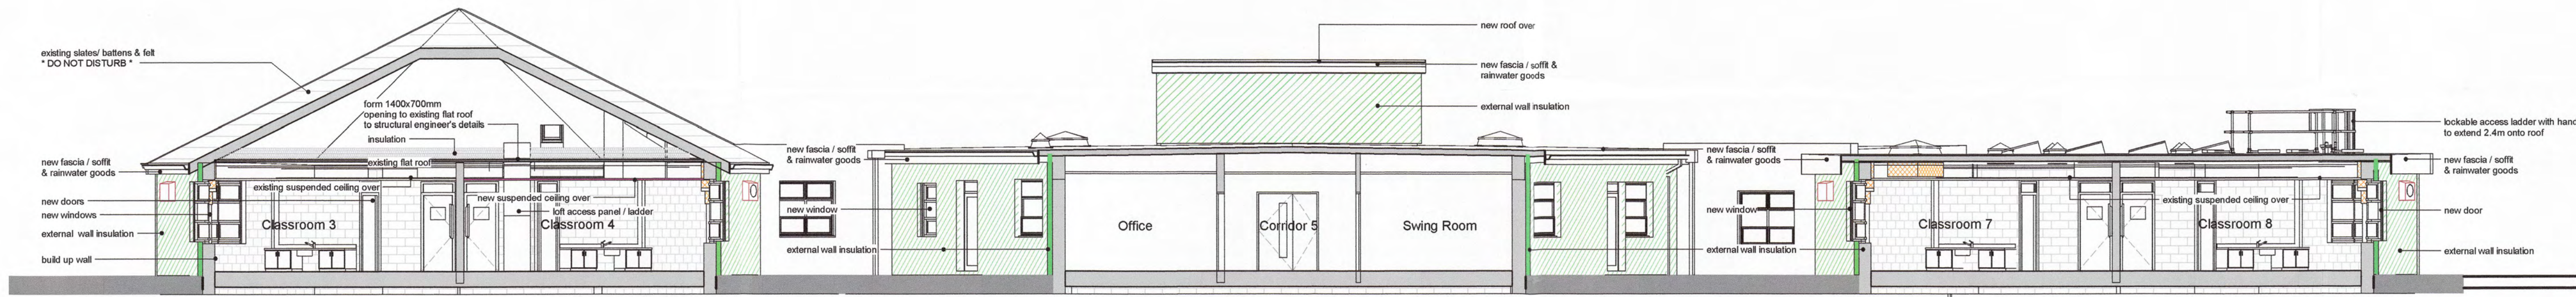 existing slates/ battens & felt
* DO NOT DISTURB *
form 1400x700mm
opening to existing flat roof
to structural engineer's details
insulation
existing flat roof
new fascia / soffit
& rainwater goods
existing suspended ceiling over
new doors
new windows
external wall insulation
build up wall
Classroom 3
new suspended ceiling over
loft access panel / ladder
Classroom 4
new fascia / soffit
& rainwater goods
new window
external wall insulation
new roof over
new fascia / soffit &
rainwater goods
external wall insulation
Office
Corridor 5
Swing Room
new fascia / soffit
& rainwater goods
new window
external wall insulation
Classroom 7
existing suspended ceiling over
Classroom 8
lockable access ladder with hand
to extend 2.4m onto roof
new fascia / soffit
& rainwater goods
new door
external wall insulation